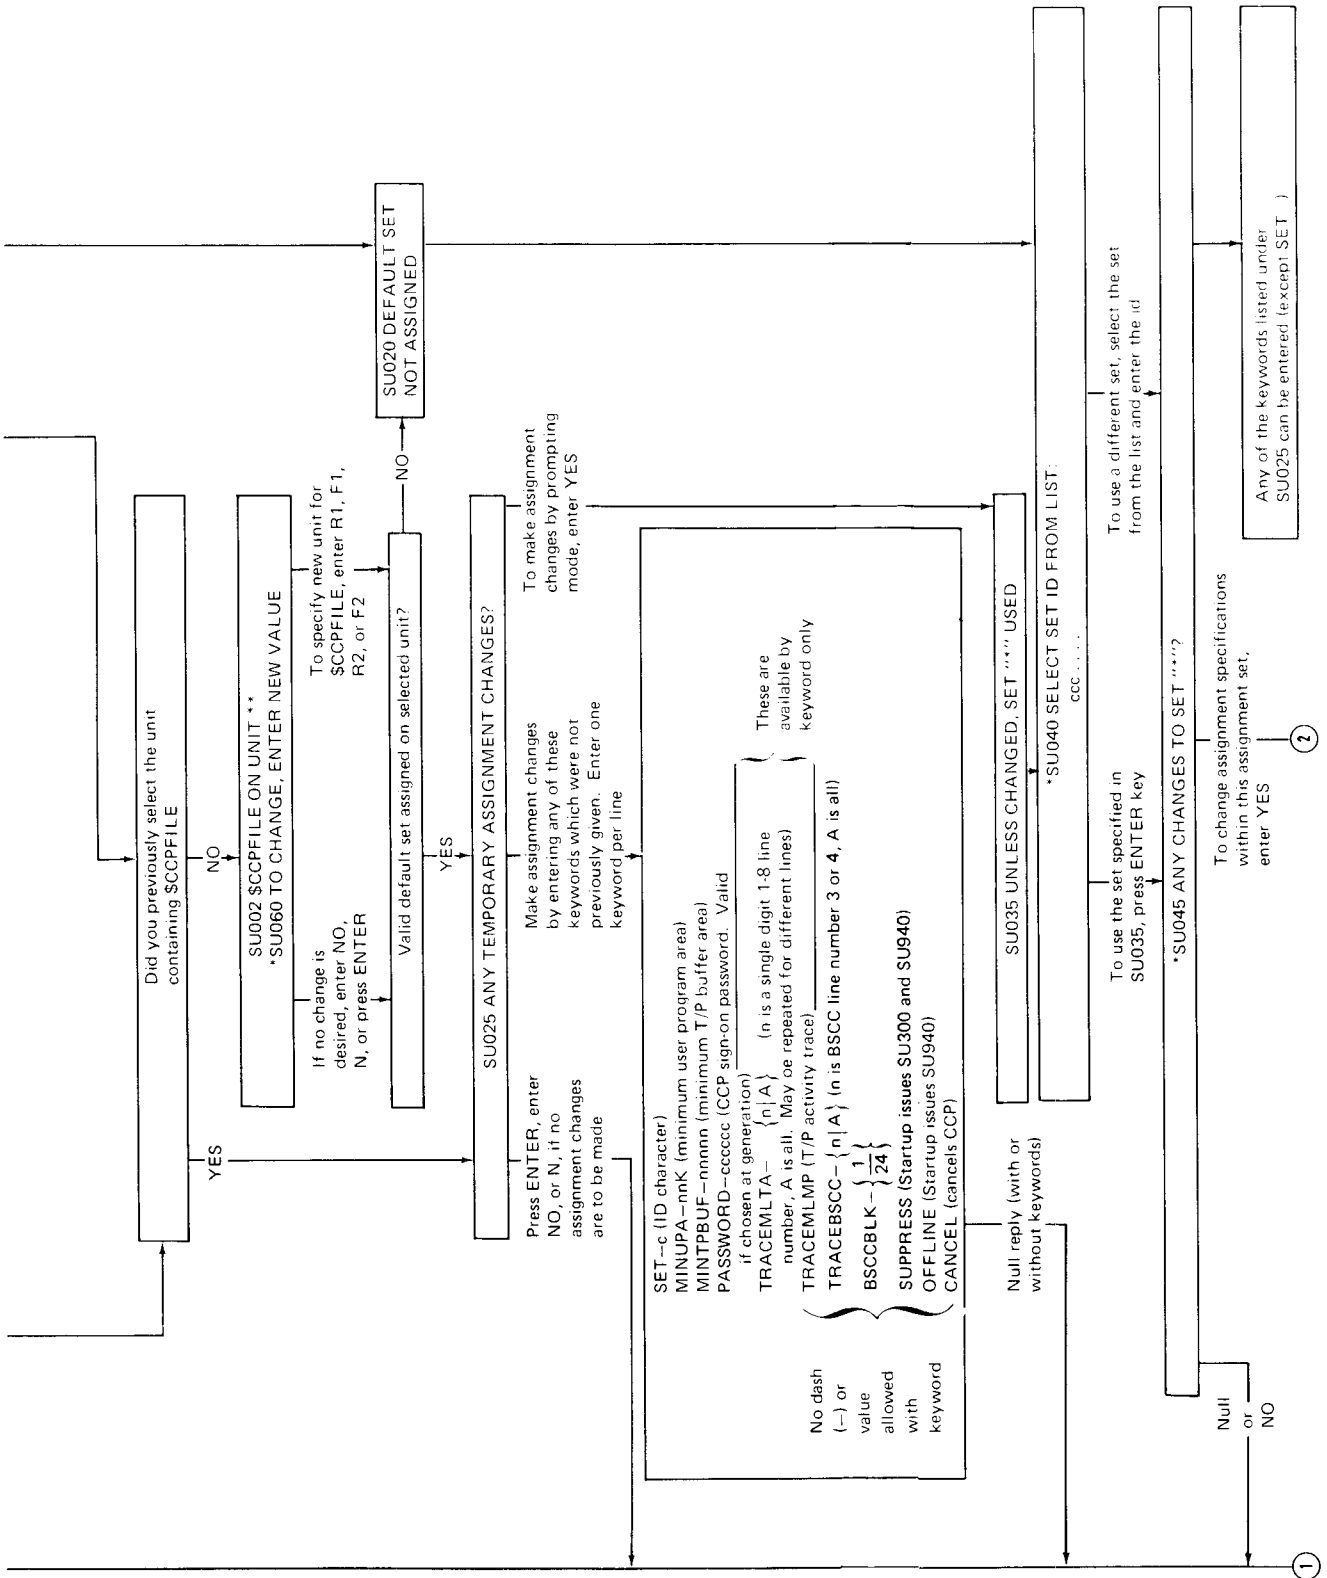 Did you previously select the unit
containing $CCPFILE
YES
NO
SU002 $CCPFILE ON UNIT **
*SU060 TO CHANGE, ENTER NEW VALUE
If no change is
desired, enter NO,
N, or press ENTER
To specify new unit for
$CCPFILE, enter R1, F1,
R2, or F2
Valid default set assigned on selected unit?
NO
SU020 DEFAULT SET
NOT ASSIGNED
YES
SU025 ANY TEMPORARY ASSIGNMENT CHANGES?
Press ENTER, enter
NO, or N, if no
assignment changes
are to be made
Make assignment changes
by entering any of these
keywords which were not
previously given. Enter one
keyword per line
To make assignment
changes by prompting
mode, enter YES
SET--c (ID character)
MINUPA--nnK (minimum user program area)
MINTPBUF--nnnnn (minimum T/P buffer area)
PASSWORD--cccccc (CCP sign-on password. Valid
if chosen at generation)
TRACEMLTA-- {n|A} (n is a single digit 1-8 line
number, A is all. May be repeated for different lines)
TRACEMLMP (T/P activity trace)
These are
available by
keyword only
TRACEBSCC--{n|A} (n is BSCC line number 3 or 4, A is all)
BSCCBLK--{1
24}
SUPPRESS (Startup issues SU300 and SU940)
OFFLINE (Startup issues SU940)
CANCEL (cancels CCP)
No dash
(--) or
value
allowed
with
keyword
Null reply (with or
without keywords)
SU035 UNLESS CHANGED, SET "*" USED
*SU040 SELECT SET ID FROM LIST:
ccc . . . .
To use the set specified in
SU035, press ENTER key
To use a different set, select the set
from the list and enter the id
*SU045 ANY CHANGES TO SET "*"?
Null
or
NO
To change assignment specifications
within this assignment set,
enter YES
Any of the keywords listed under
SU025 can be entered (except SET )
1
2